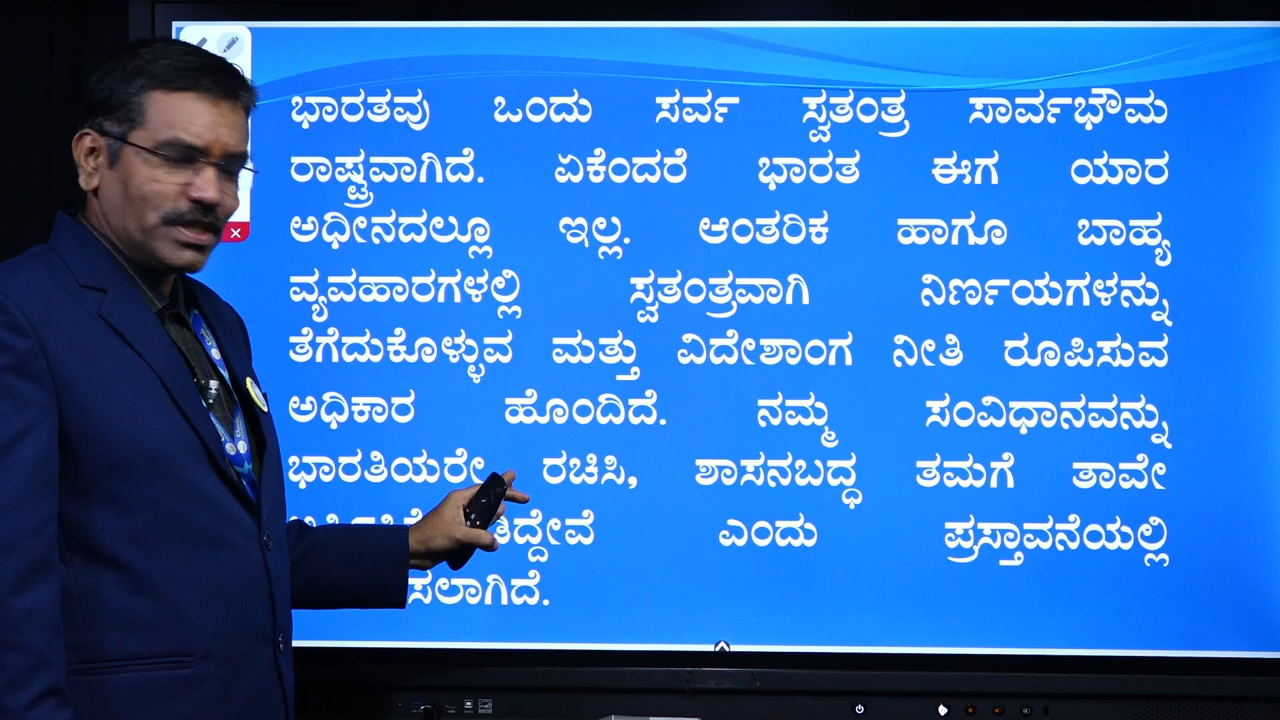 ಭಾರತವು ಒಂದು ಸರ್ವ ಸ್ವತಂತ್ರ ಸಾರ್ವಭೌಮ
ರಾಷ್ಟ್ರವಾಗಿದೆ. ಏಕೆಂದರೆ ಭಾರತ ಈಗ ಯಾರ
ಅಧೀನದಲ್ಲೂ ಇಲ್ಲ. ಆಂತರಿಕ ಹಾಗೂ ಬಾಹ್ಯ
ವ್ಯವಹಾರಗಳಲ್ಲಿ ಸ್ವತಂತ್ರವಾಗಿ ನಿರ್ಣಯಗಳನ್ನು
ತೆಗೆದುಕೊಳ್ಳುವ ಮತ್ತು ವಿದೇಶಾಂಗ ನೀತಿ ರೂಪಿಸುವ
ಅಧಿಕಾರ ಹೊಂದಿದೆ. ನಮ್ಮ ಸಂವಿಧಾನವನ್ನು
ಭಾರತಿಯರೇ ರಚಿಸಿ, ಶಾಸನಬದ್ಧ ತಮಗೆ ತಾವೇ
ಎಂದು ಪ್ರಸ್ತಾವನೆಯಲ್ಲಿ